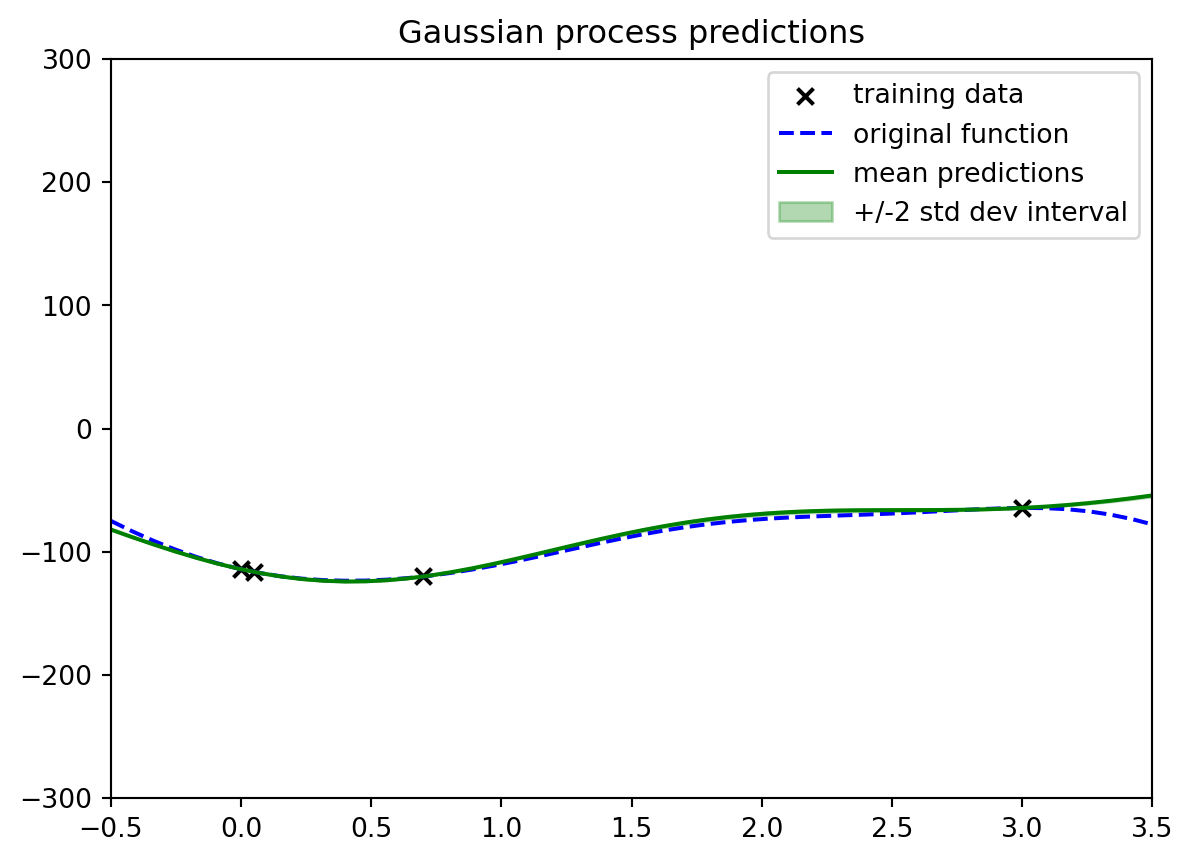 Gaussian process predictions
training data
original function
mean predictions
+/-2 std dev interval
300
200
100
0
−100
−200
−300
−0.5 0.0 0.5 1.0 1.5 2.0 2.5 3.0 3.5